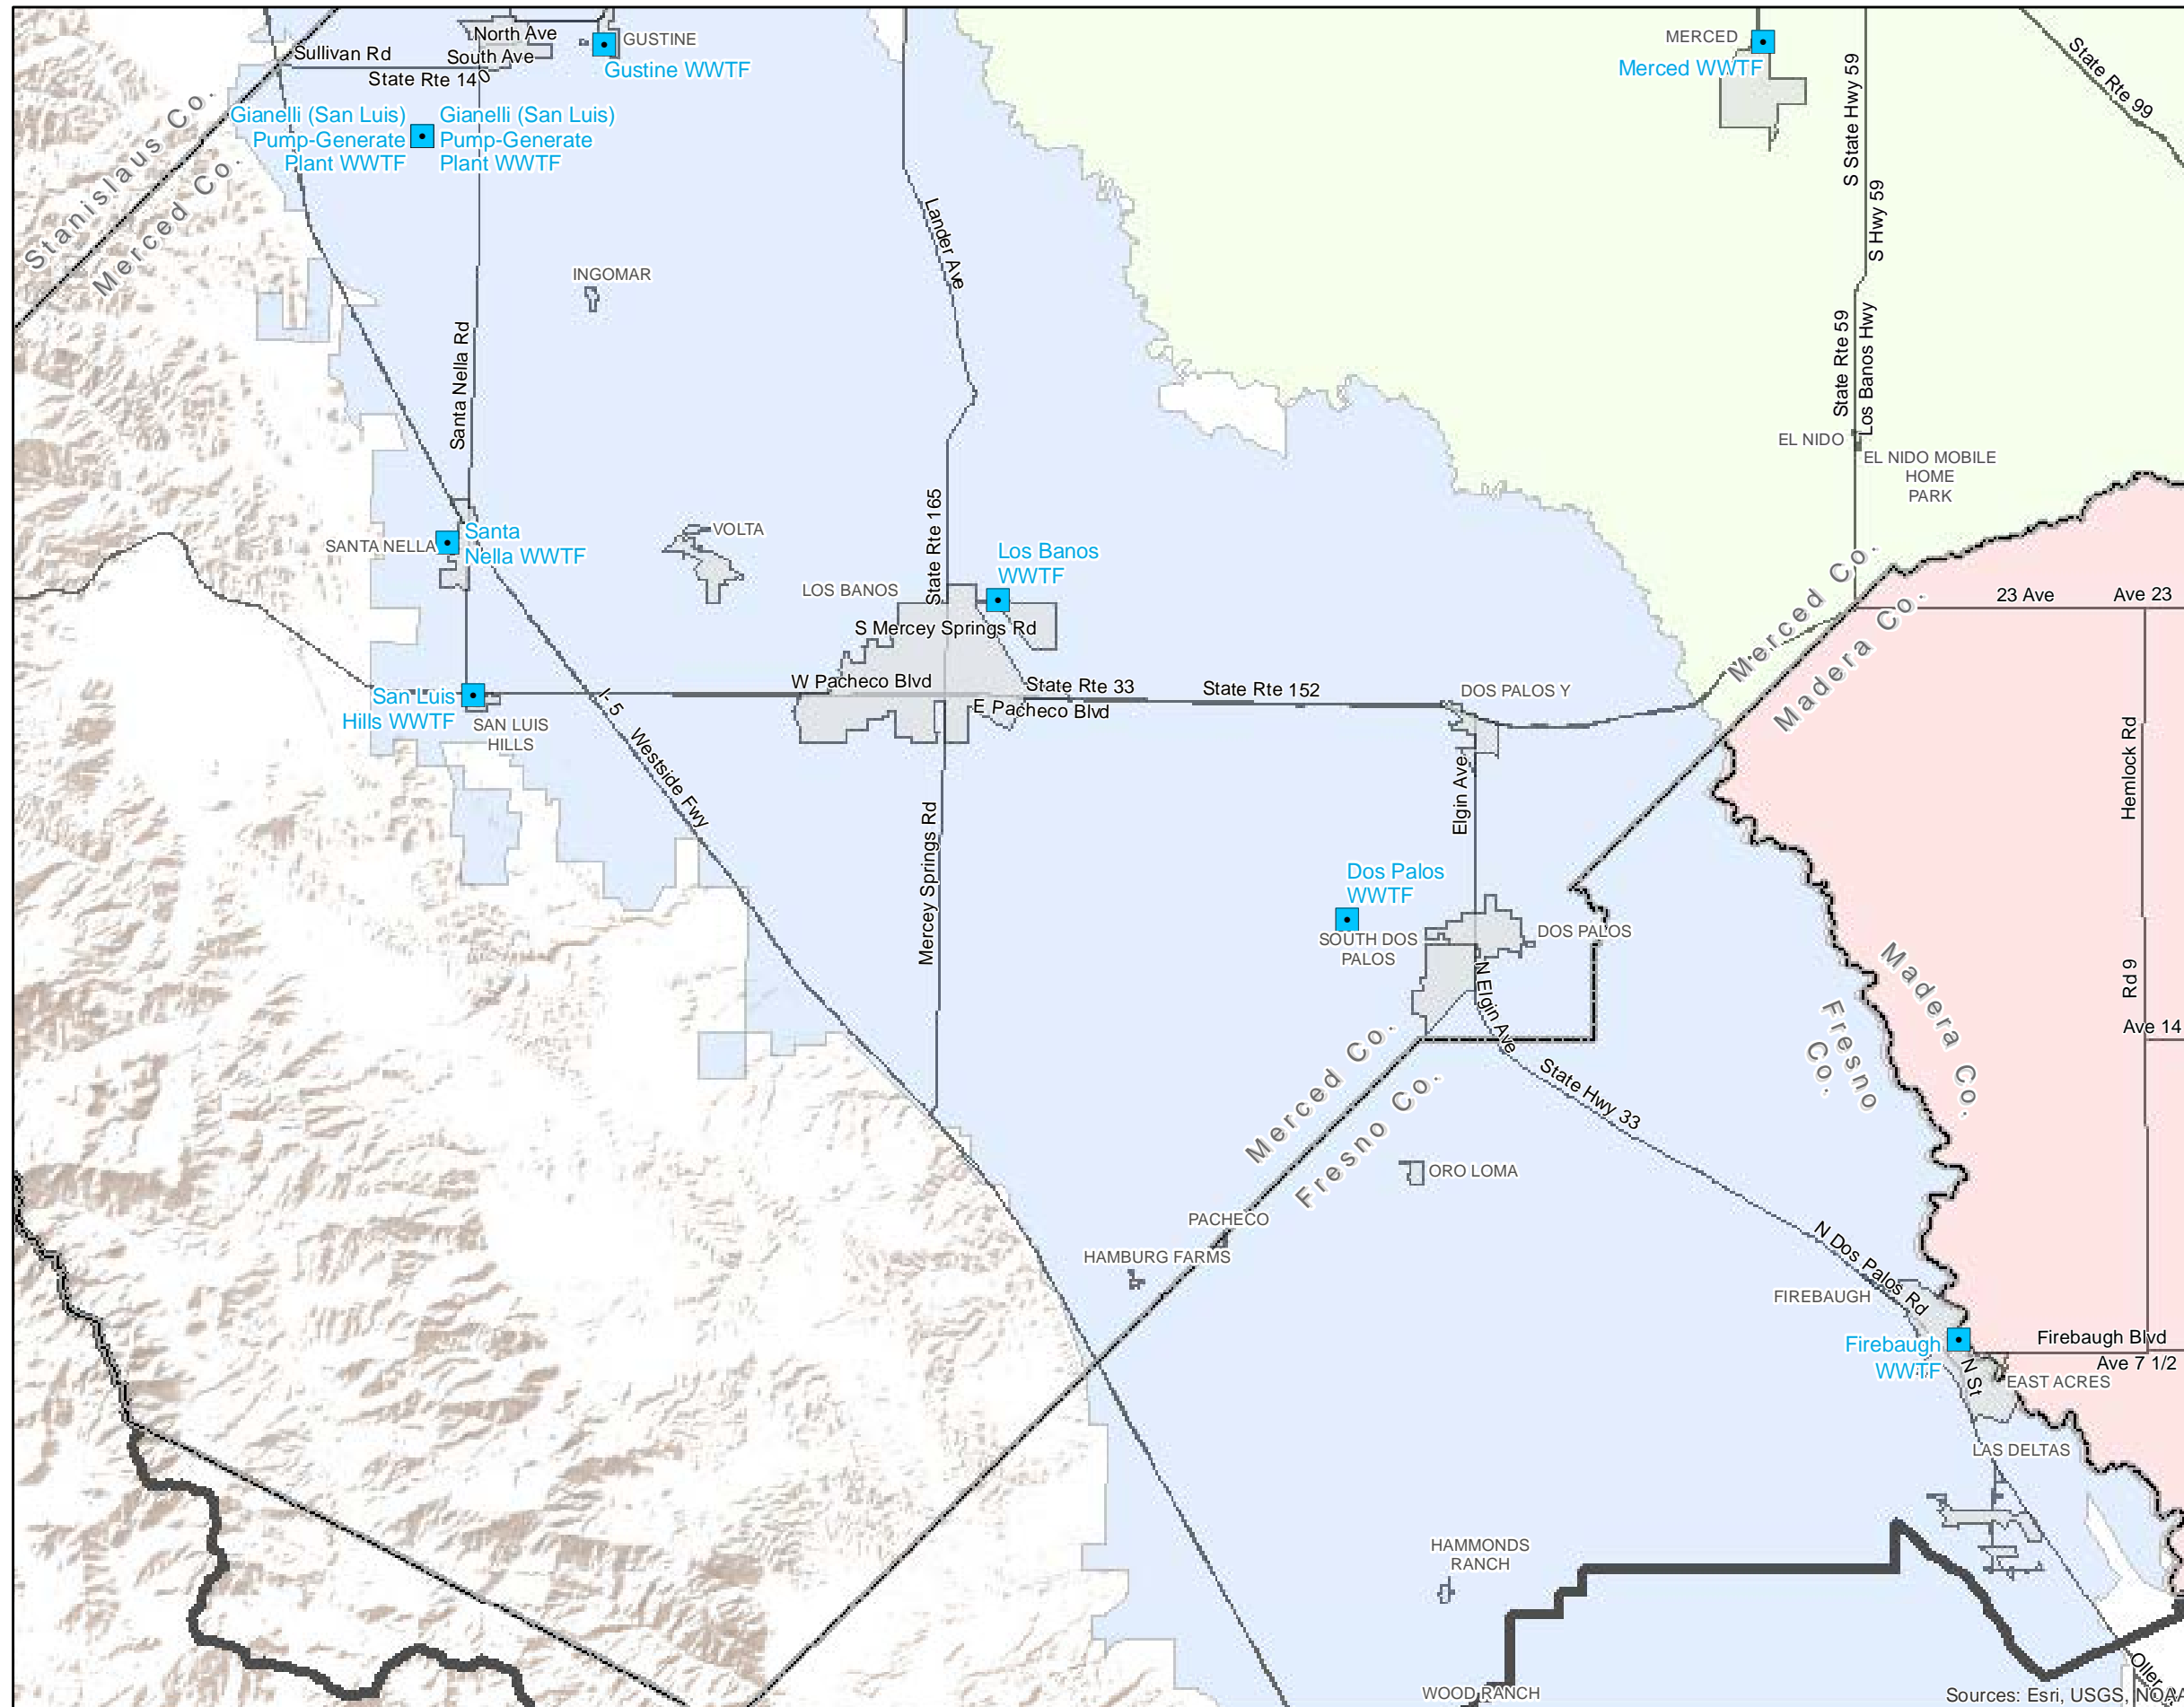 North Ave
GUSTINE
Sullivan Rd
South Ave
State Rte 140
Gustine WWTF
MERCED
Merced WWTF
State Rte 99
S State Hwy 59
S Hwy 59
Gianelli (San Luis)
Pump-Generate
Plant WWTF
Gianelli (San Luis)
Pump-Generate
Plant WWTF
Stanislaus Co.
Merced Co.
Lander Ave
INGOMAR
Santa Nella Rd
State Rte 59
Los Banos Hwy
EL NIDO
EL NIDO MOBILE
HOME
PARK
SANTA NELLA
Santa
Nella WWTF
VOLTA
State Rte 165
Los Banos
WWTF
LOS BANOS
S Mercey Springs Rd
W Pacheco Blvd
State Rte 33
E Pacheco Blvd
State Rte 152
DOS PALOS Y
Merced Co.
Madera Co.
23 Ave
Ave 23
San Luis
Hills WWTF
SAN LUIS
HILLS
I- 5
Westside Fwy
Mercey Springs Rd
Elgin Ave
Hemlock Rd
Dos Palos
WWTF
SOUTH DOS
PALOS
DOS PALOS
N Elgin Ave
Rd 9
Ave 14
Madera Co.
Fresno
Co.
Merced Co.
Fresno Co.
State Hwy 33
ORO LOMA
PACHECO
HAMBURG FARMS
N Dos Palos Rd
FIREBAUGH
Firebaugh
WWTF
Firebaugh Blvd
Ave 7 1/2
N St
EAST ACRES
LAS DELTAS
HAMMONDS
RANCH
WOOD RANCH
Sources: Esri, USGS, NOAA